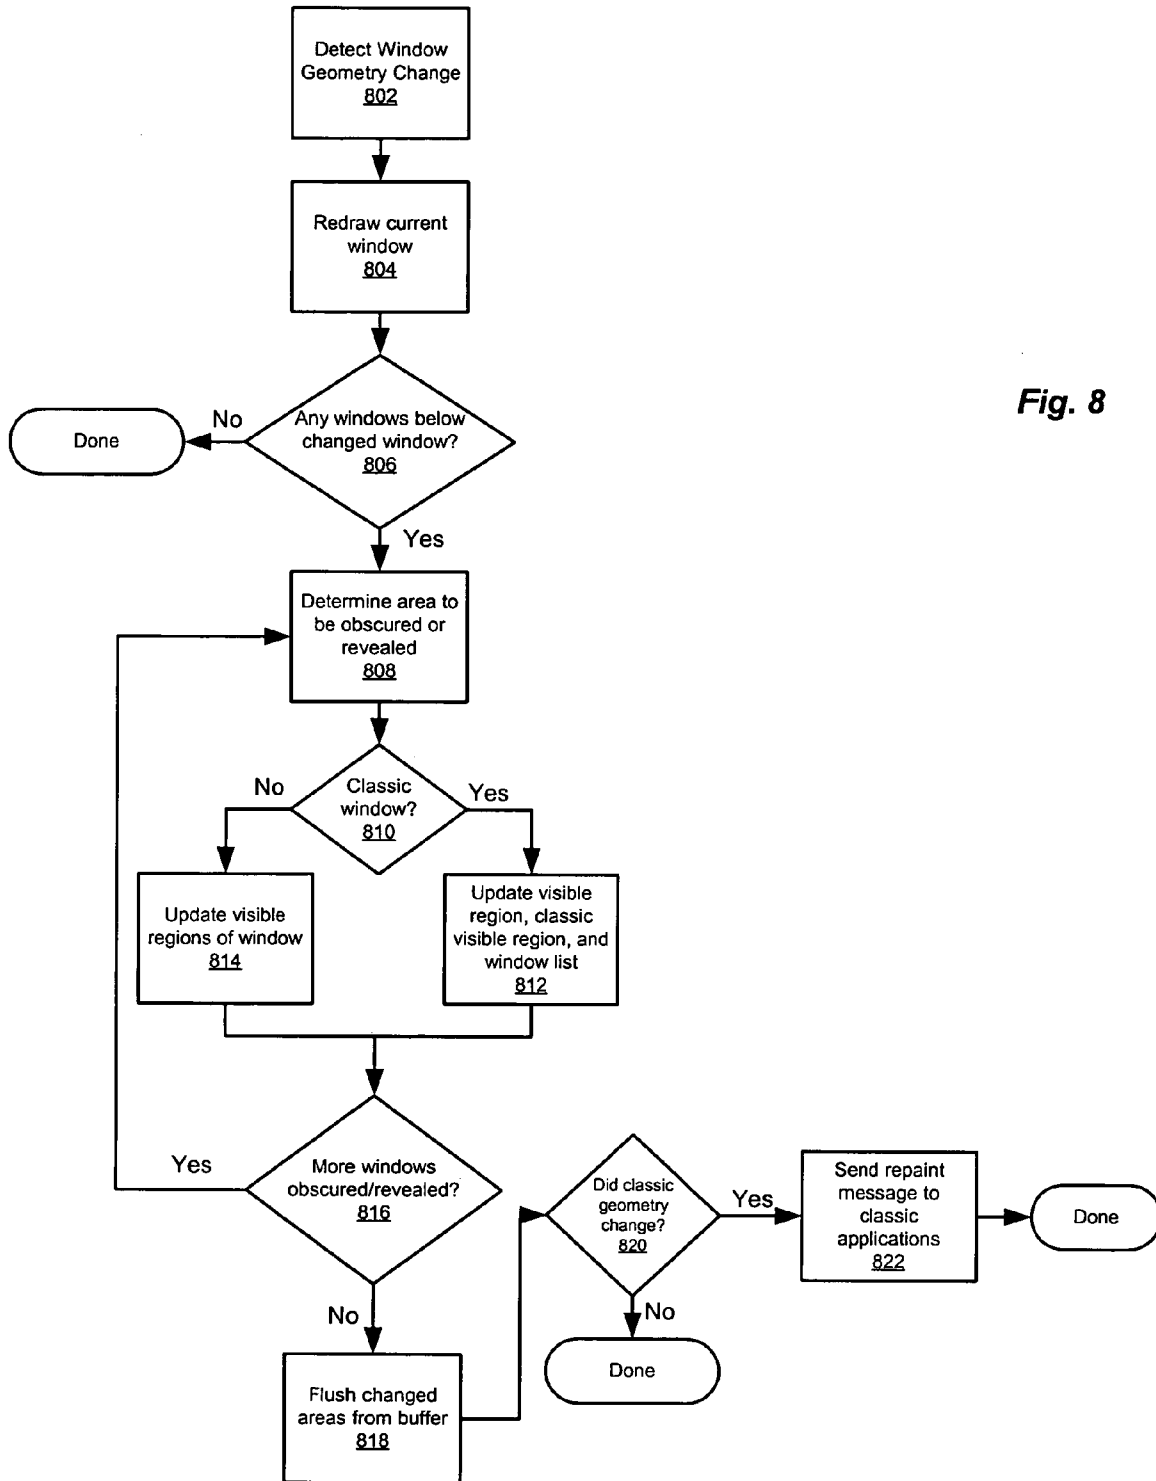 Detect Window
Geometry Change
802
Redraw current
window
804
Fig. 8
Any windows below
changed window?
806
No
Done
Yes
Determine area to
be obscured or
revealed
808
Classic
window?
810
No
Yes
Update visible
regions of window
814
Update visible
region, classic
visible region, and
window list
812
More windows
obscured/revealed?
816
Yes
No
Flush changed
areas from buffer
818
Did classic
geometry
change?
820
Yes
No
Done
Send repaint
message to
classic
applications
822
Done